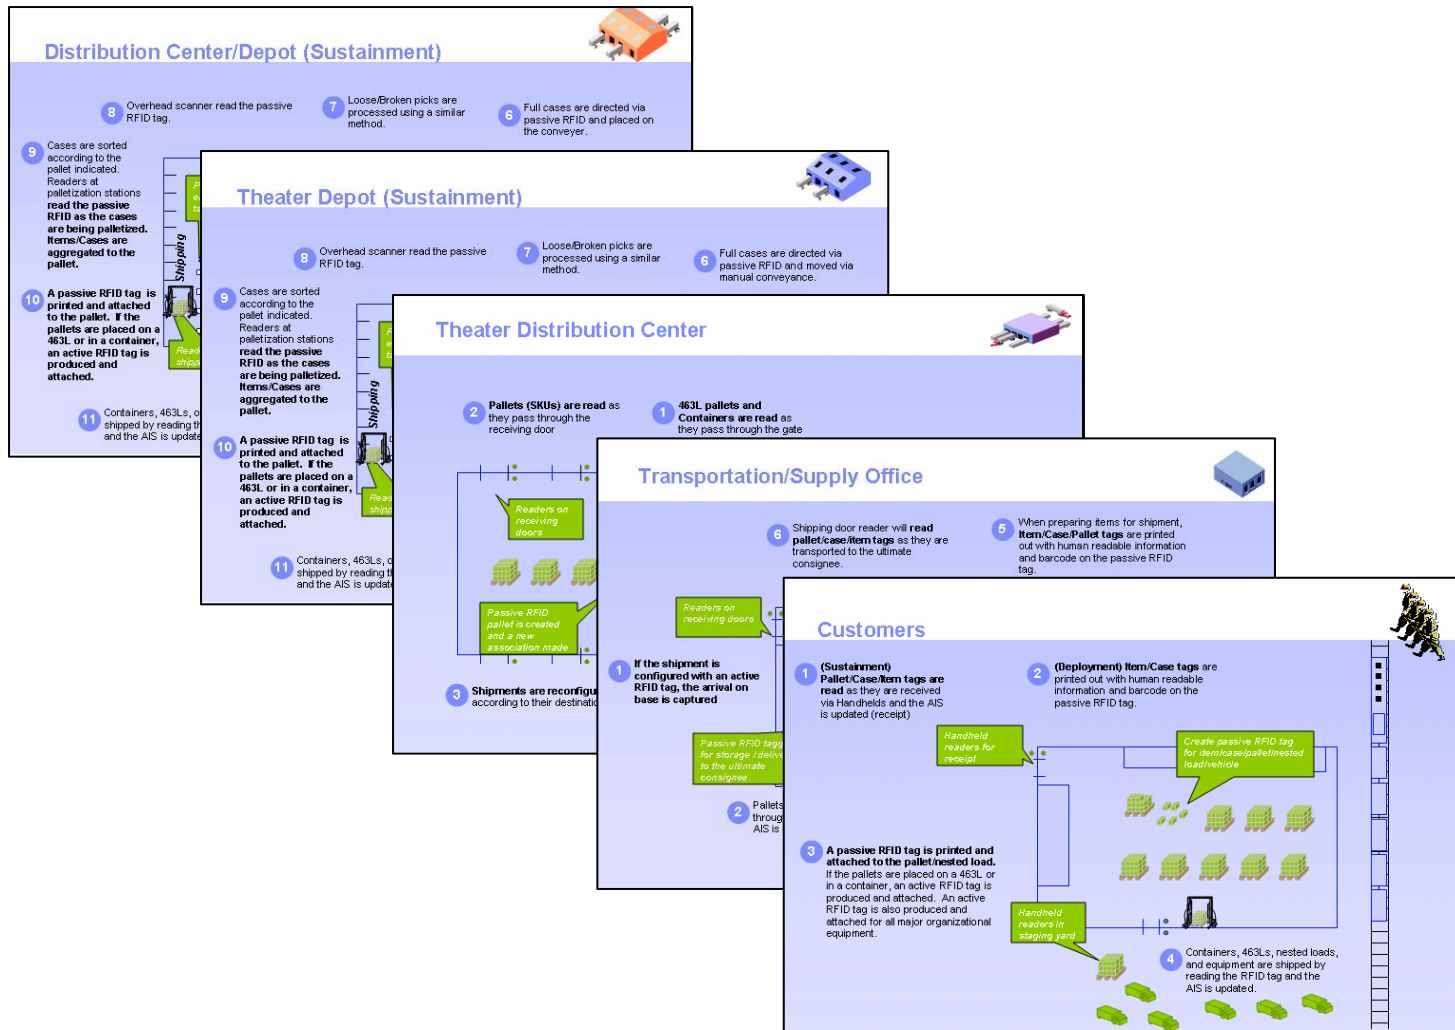 Distribution Center/Depot (Sustainment)
8 Overhead scanner read the passive
RFID tag.
7 Loose/Broken picks are
processed using a similar
method.
6 Full cases are directed via
passive RFID and placed on
the conveyer.
9 Cases are sorted
according to the
pallet indicated.
Readers at
palletization stations
read the passive
RFID as the cases
are being palletized.
Items/Cases are
aggregated to the
pallet.
Shipping
10 A passive RFID tag is
printed and attached
to the pallet. If the
pallets are placed on a
463L or in a container,
an active RFID tag is
produced and
attached.
11 Containers, 463Ls, o
shipped by reading th
and the AIS is update
Theater Depot (Sustainment)
8 Overhead scanner read the passive
RFID tag.
7 Loose/Broken picks are
processed using a similar
method.
6 Full cases are directed via
passive RFID and moved via
manual conveyance.
9 Cases are sorted
according to the
pallet indicated.
Readers at
palletization stations
read the passive
RFID as the cases
are being palletized.
Items/Cases are
aggregated to the
pallet.
Shipping
10 A passive RFID tag is
printed and attached
to the pallet. If the
pallets are placed on a
463L or in a container,
an active RFID tag is
produced and
attached.
11 Containers, 463Ls, o
shipped by reading th
and the AIS is updat
Theater Distribution Center
2 Pallets (SKUs) are read as
they pass through the
receiving door
1 463L pallets and
Containers are read as
they pass through the gate
Readers on
receiving
doors
Passive RFID
pallet is created
and a new
association made
3 Shipments are reconfigu
according to their destinatio
Transportation/Supply Office
6 Shipping door reader will read
pallet/case/item tags as they are
transported to the ultimate
consignee.
5 When preparing items for shipment,
Item/Case/Pallet tags are printed
out with human readable information
and barcode on the passive RFID
tag.
Readers on
receiving doors
1 If the shipment is
configured with an active
RFID tag, the arrival on
base is captured
Passive RFID tagg
for storage / delive
to the ultimate
consignee
2 Pallets
throug
AIS is
Customers
1 (Sustainment)
Pallet/Case/Item tags are
read as they are received
via Handhelds and the AIS
is updated (receipt)
2 (Deployment) Item/Case tags are
printed out with human readable
information and barcode on the
passive RFID tag.
Handheld
readers for
receipt
Create passive RFID tag
for item/case/pallet/nested
load/vehicle
3 A passive RFID tag is printed and
attached to the pallet/nested load.
If the pallets are placed on a 463L or
in a container, an active RFID tag is
produced and attached. An active
RFID tag is also produced and
attached for all major organizational
equipment.
Handheld
readers in
staging yard
4 Containers, 463Ls, nested loads,
and equipment are shipped by
reading the RFID tag and the
AIS is updated.